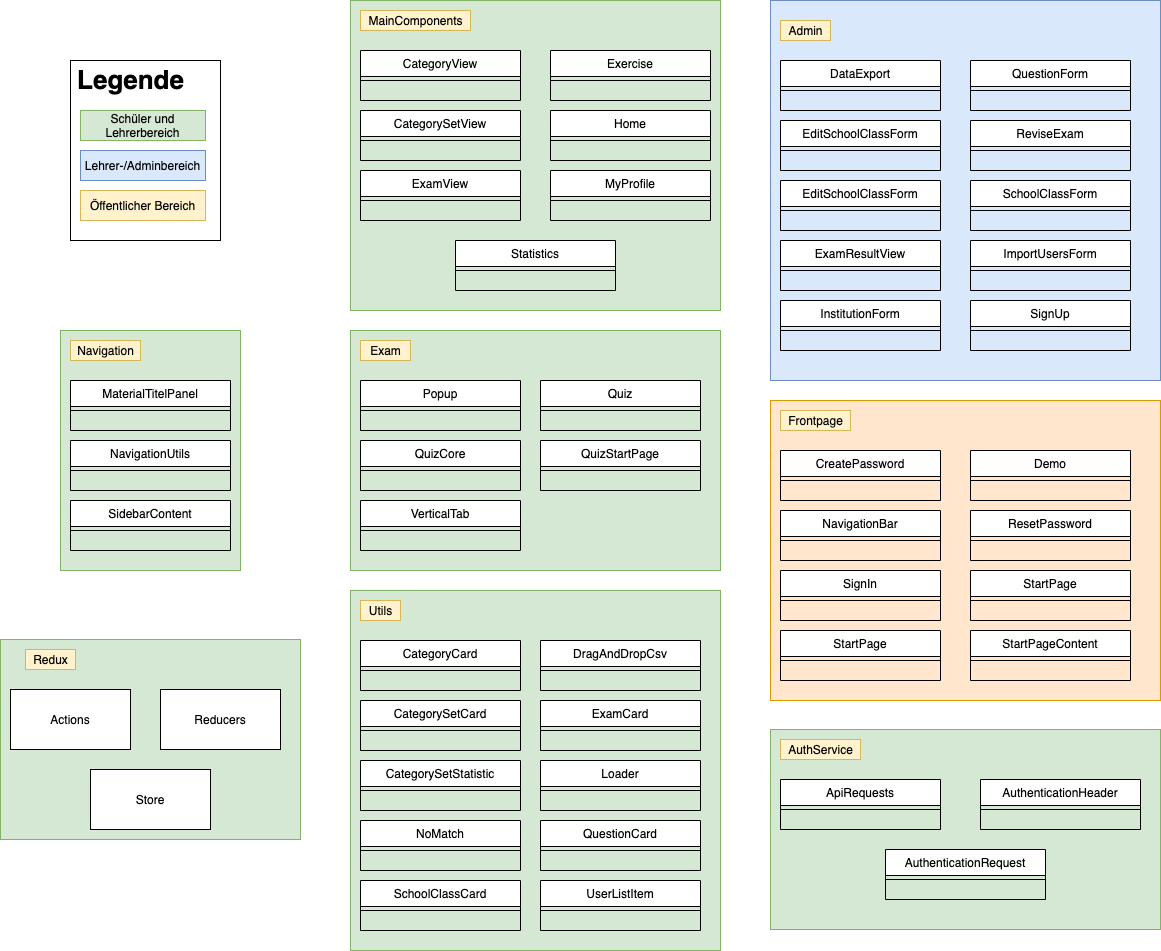 Legende
Schüler und
Lehrerbereich
Lehrer-/Adminbereich
Öffentlicher Bereich
MainComponents
CategoryView
Exercise
CategorySetView
Home
ExamView
MyProfile
Statistics
Admin
DataExport
QuestionForm
EditSchoolClassForm
ReviseExam
EditSchoolClassForm
SchoolClassForm
ExamResultView
ImportUsersForm
InstitutionForm
SignUp
Navigation
MaterialTitelPanel
NavigationUtils
SidebarContent
Exam
Popup
Quiz
QuizCore
QuizStartPage
VerticalTab
Frontpage
CreatePassword
Demo
NavigationBar
ResetPassword
SignIn
StartPage
StartPage
StartPageContent
Redux
Actions
Reducers
Store
Utils
CategoryCard
DragAndDropCsv
CategorySetCard
ExamCard
CategorySetStatistic
Loader
NoMatch
QuestionCard
SchoolClassCard
UserListItem
AuthService
ApiRequests
AuthenticationHeader
AuthenticationRequest